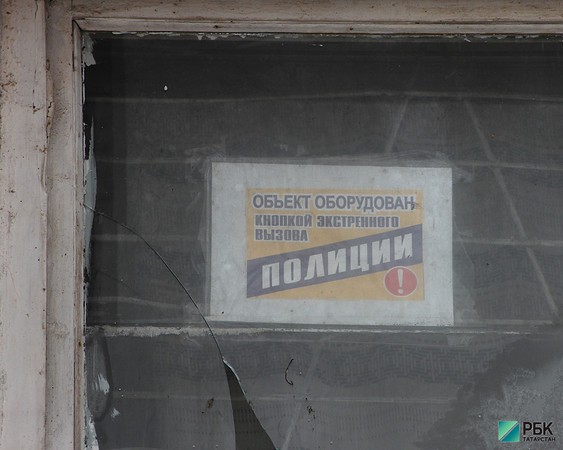 ОБЪЕКТ ОБОРУДОВАН
КНОПКОЙ ЭКСТРЕННОГО
ВЫЗОВА
ПОЛИЦИИ
!
РБК
ТАТАРСТАН